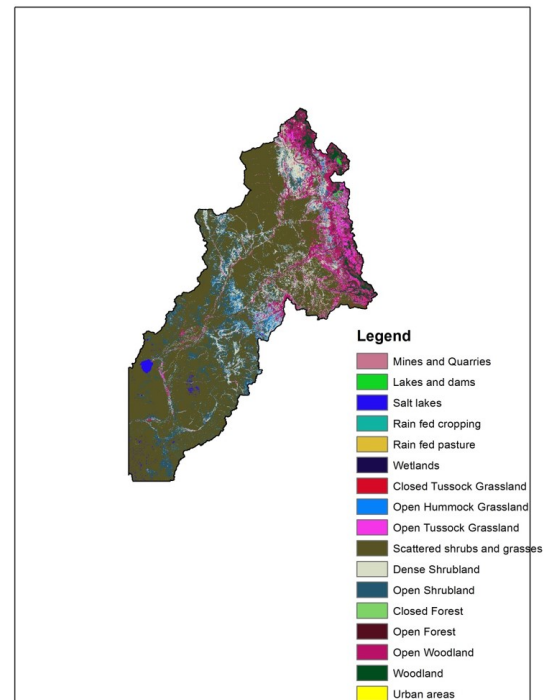 Legend
Mines and Quarries
Lakes and dams
Salt lakes
Rain fed cropping
Rain fed pasture
Wetlands
Closed Tussock Grassland
Open Hummock Grassland
Open Tussock Grassland
Scattered shrubs and grasses
Dense Shrubland
Open Shrubland
Closed Forest
Open Forest
Open Woodland
Woodland
Urban areas